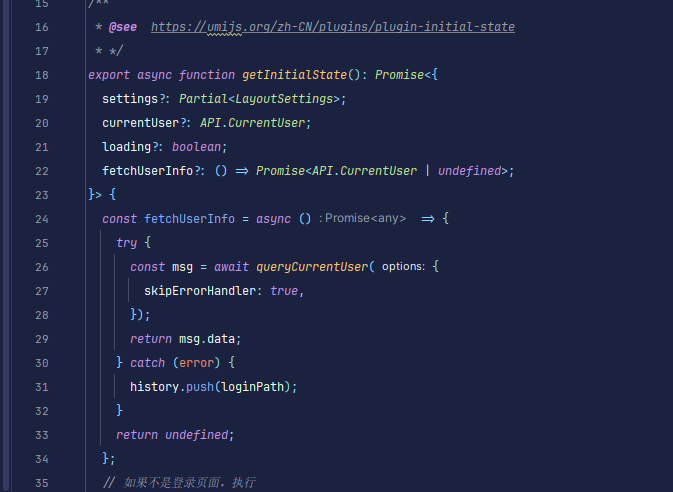 15 /**
16 * @see https://umijs.org/zh-CN/plugins/plugin-initial-state
17 * */
18 export async function getInitialState(): Promise<{
19 settings?: Partial<LayoutSettings>;
20 currentUser?: API.CurrentUser;
21 loading?: boolean;
22 fetchUserInfo?: () => Promise<API.CurrentUser | undefined>;
23 }> {
24 const fetchUserInfo = async () : Promise<any> => {
25 try {
26 const msg = await queryCurrentUser( options: {
27 skipErrorHandler: true,
28 });
29 return msg.data;
30 } catch (error) {
31 history.push(loginPath);
32 }
33 return undefined;
34 };
35 // 如果不是登录页面，执行